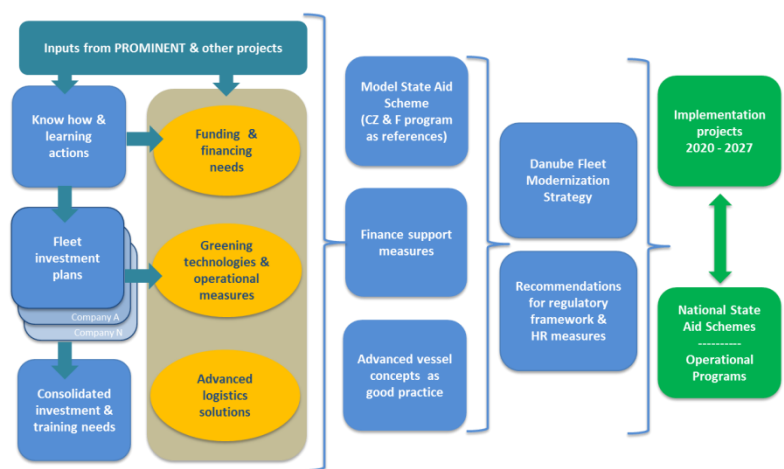 Inputs from PROMINENT & other projects
Know how &
learning
actions
Fleet
investment
plans
Company A
Company N
Consolidated
investment &
training needs
Funding &
financing
needs
Greening
technologies &
operational
measures
Advanced
logistics
solutions
Model State Aid
Scheme
(CZ & F program
as references)
Finance support
measures
Advanced vessel
concepts as
good practice
Danube Fleet
Modernization
Strategy
Recommendations
for regulatory
framework &
HR measures
Implementation
projects
2020 - 2027
National State
Aid Schemes
----------
Operational
Programs